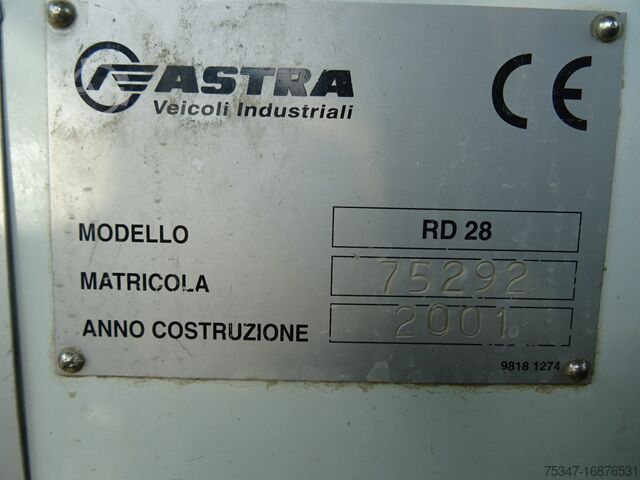 ASTRA
Veicoli Industriali
CE
MODELLO RD 28
MATRICOLA 75292
ANNO COSTRUZIONE 2001
9818 1274
75347-16876531